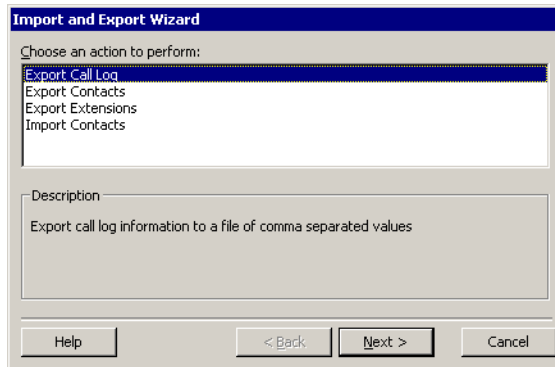 Import and Export Wizard
Choose an action to perform:
Export Call Log
Export Contacts
Export Extensions
Import Contacts
Description
Export call log information to a file of comma separated values
Help
< Back
Next >
Cancel